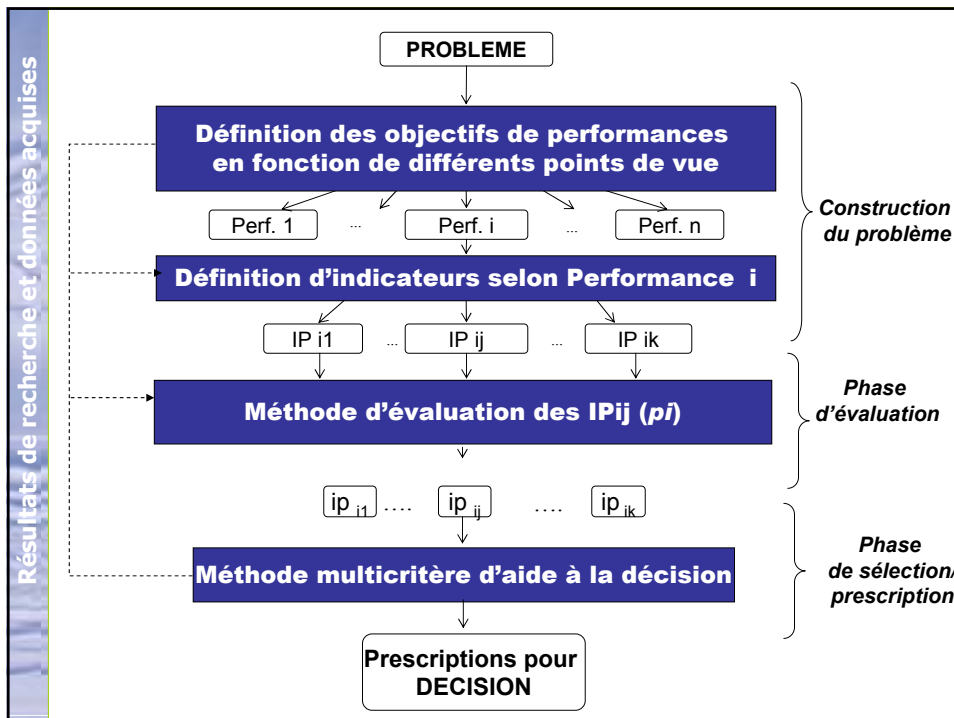 Résultats de recherche et données acquises
PROBLEME
Définition des objectifs de performances
en fonction de différents points de vue
Perf. 1 ... Perf. i ... Perf. n
Définition d'indicateurs selon Performance i
IP i1 ... IP ij ... IP ik
Construction
du problème
Méthode d'évaluation des IPij (pi)
Phase
d'évaluation
ip i1 .... ip ij .... ip ik
Méthode multicritère d'aide à la décision
Phase
de sélection/
prescription
Prescriptions pour
DECISION